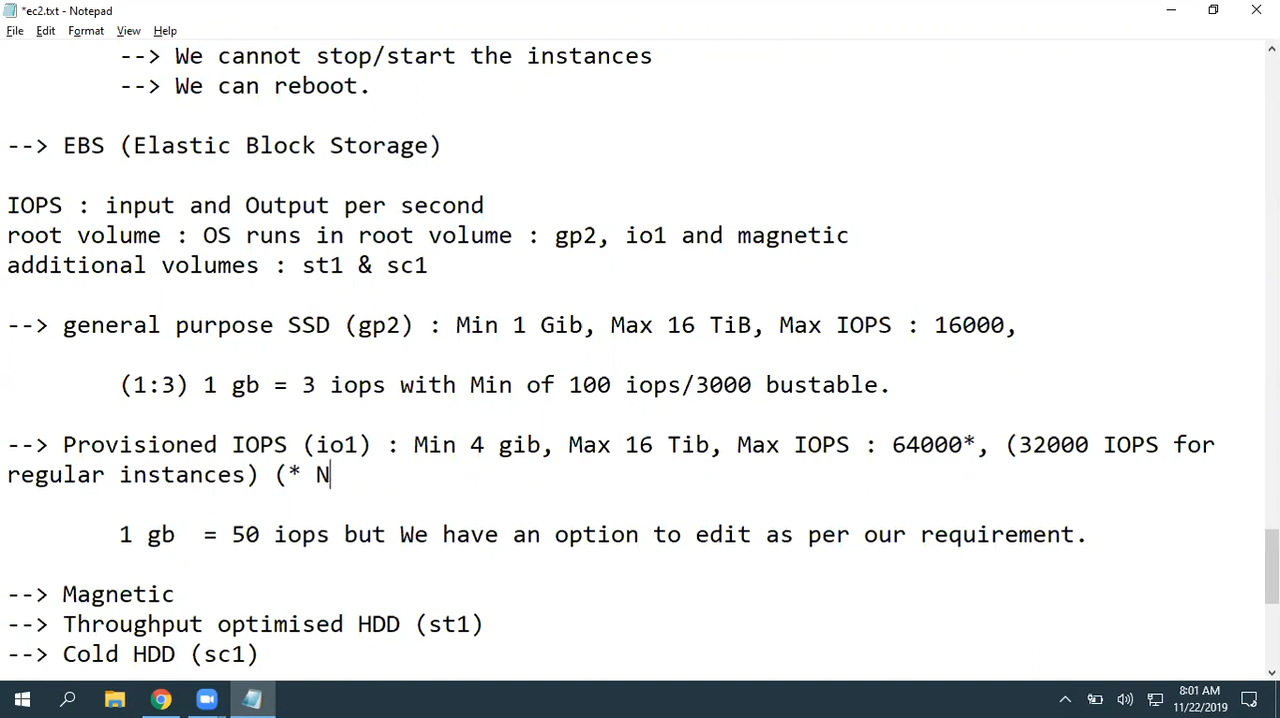 *ec2.txt - Notepad
File Edit Format View Help
--> We cannot stop/start the instances
--> We can reboot.
--> EBS (Elastic Block Storage)
IOPS : input and Output per second
root volume : OS runs in root volume : gp2, io1 and magnetic
additional volumes : st1 & sc1
--> general purpose SSD (gp2) : Min 1 Gib, Max 16 TiB, Max IOPS : 16000,
(1:3) 1 gb = 3 iops with Min of 100 iops/3000 bustable.
--> Provisioned IOPS (io1) : Min 4 gib, Max 16 Tib, Max IOPS : 64000*, (32000 IOPS for
regular instances) (* N
1 gb  = 50 iops but We have an option to edit as per our requirement.
--> Magnetic
--> Throughput optimised HDD (st1)
--> Cold HDD (sc1)
8:01 AM
11/22/2019